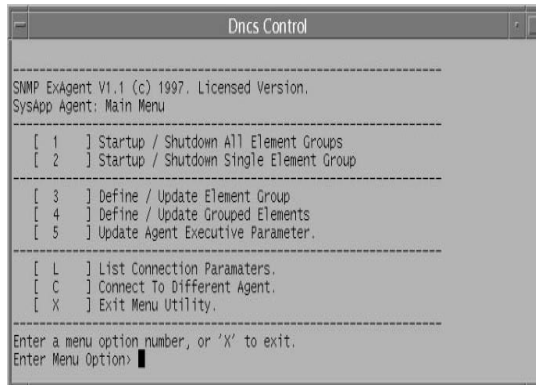 Dncs Control
SNMP ExAgent V1.1 (c) 1997. Licensed Version.
SysApp Agent: Main Menu
[ 1 ] Startup / Shutdown All Element Groups
[ 2 ] Startup / Shutdown Single Element Group
[ 3 ] Define / Update Element Group
[ 4 ] Define / Update Grouped Elements
[ 5 ] Update Agent Executive Parameter.
[ L ] List Connection Paramaters.
[ C ] Connect To Different Agent.
[ X ] Exit Menu Utility.
Enter a menu option number, or 'X' to exit.
Enter Menu Option>